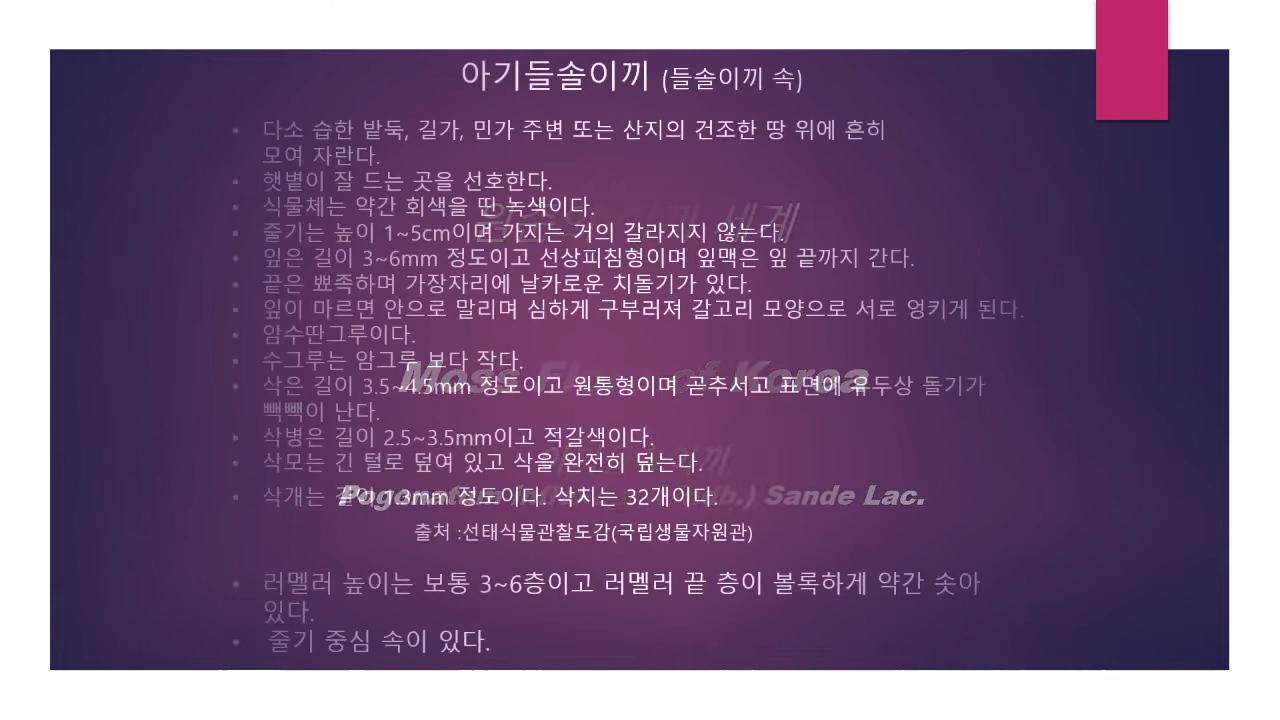 아기들솔이끼 (들솔이끼 속)
• 다소 습한 밭둑, 길가, 민가 주변 또는 산지의 건조한 땅 위에 흔히
모여 자란다.
• 햇볕이 잘 드는 곳을 선호한다.
• 식물체는 약간 회색을 띤 녹색이다.
• 줄기는 높이 1~5cm이며 가지는 거의 갈라지지 않는다.
• 잎은 길이 3~6mm 정도이고 선상피침형이며 잎맥은 잎 끝까지 간다.
• 끝은 뾰족하며 가장자리에 날카로운 치돌기가 있다.
• 잎이 마르면 안으로 말리며 심하게 구부러져 갈고리 모양으로 서로 엉키게 된다.
• 암수딴그루이다.
• 수그루는 암그루 보다 작다.
Moss of Korea
• 삭은 길이 3.5~4.5mm 정도이고 원통형이며 곧추서고 표면에 유두상 돌기가
빽빽이 난다.
• 삭병은 길이 2.5~3.5mm이고 적갈색이다.
• 삭모는 긴 털로 덮여 있고 삭을 완전히 덮는다.
• 삭개는 길이 1.3mm 정도이다. 삭치는 32개이다.
Sande Lac.
출처 :선태식물관찰도감(국립생물자원관)
• 러멜러 높이는 보통 3~6층이고 러멜러 끝 층이 볼록하게 약간 솟아
있다.
• 줄기 중심 속이 있다.